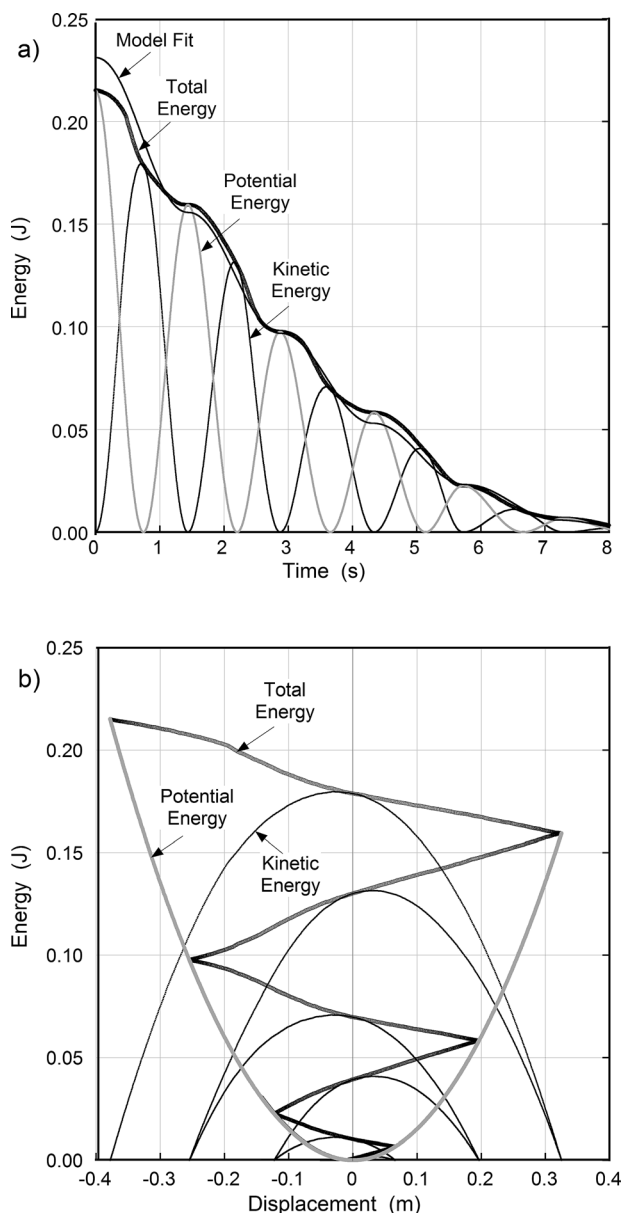 a)
0.25
0.20
0.15
0.10
0.05
0.00
Energy (J)
Model Fit
Total
Energy
Potential
Energy
Kinetic
Energy
0 1 2 3 4 5 6 7 8
Time (s)
b)
0.25
0.20
0.15
0.10
0.05
0.00
Energy (J)
Total
Energy
Potential
Energy
Kinetic
Energy
-0.4 -0.3 -0.2 -0.1 0 0.1 0.2 0.3 0.4
Displacement (m)